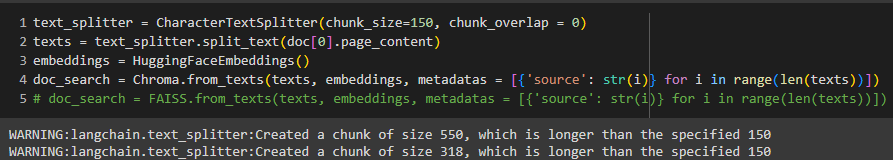 1 text_splitter = CharacterTextSplitter(chunk_size=150, chunk_overlap = 0)
2 texts = text_splitter.split_text(doc[0].page_content)
3 embeddings = HuggingFaceEmbeddings()
4 doc_search = Chroma.from_texts(texts, embeddings, metadatas = [{'source': str(i)} for i in range(len(texts))])
5 # doc_search = FAISS.from_texts(texts, embeddings, metadatas = [{'source': str(i)} for i in range(len(texts))])
WARNING:langchain.text_splitter:Created a chunk of size 550, which is longer than the specified 150
WARNING:langchain.text_splitter:Created a chunk of size 318, which is longer than the specified 150